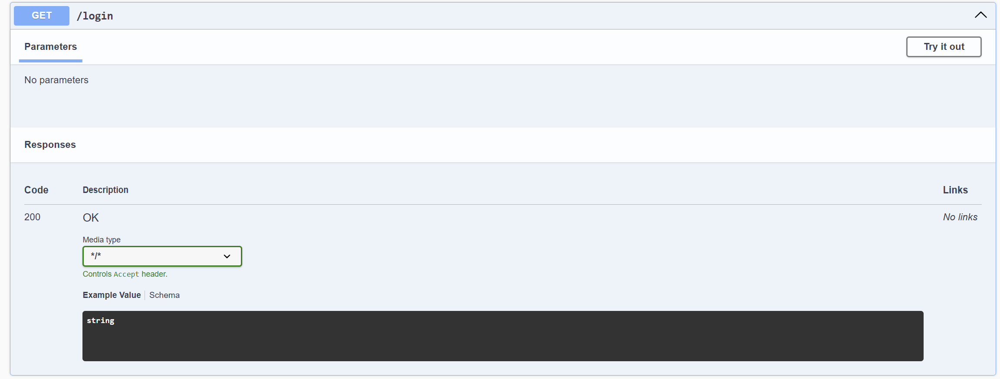 GET /login
Parameters
Try it out
No parameters
Responses
Code Description Links
200 OK No links
Media type
*/*
Controls Accept header.
Example Value Schema
string